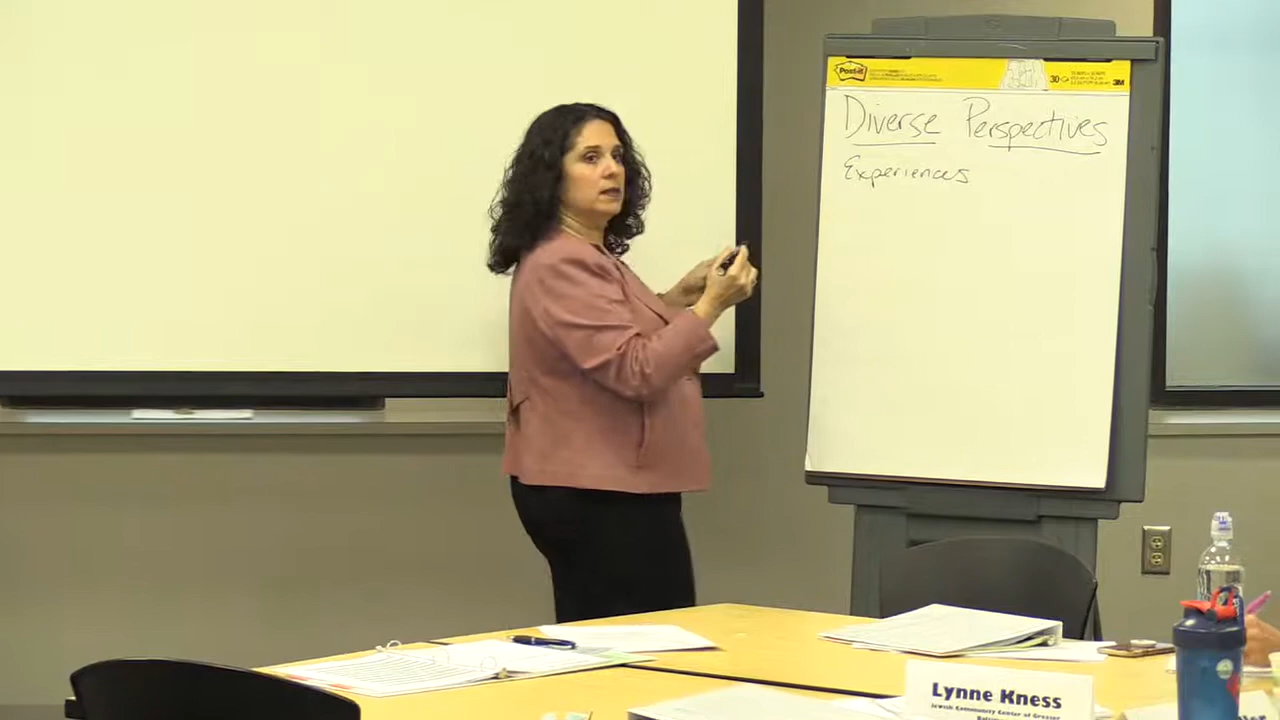 Post-it
30
3M
Diverse Perspectives
Experiences
Lynne Kness
Jewish Community Center of Greater